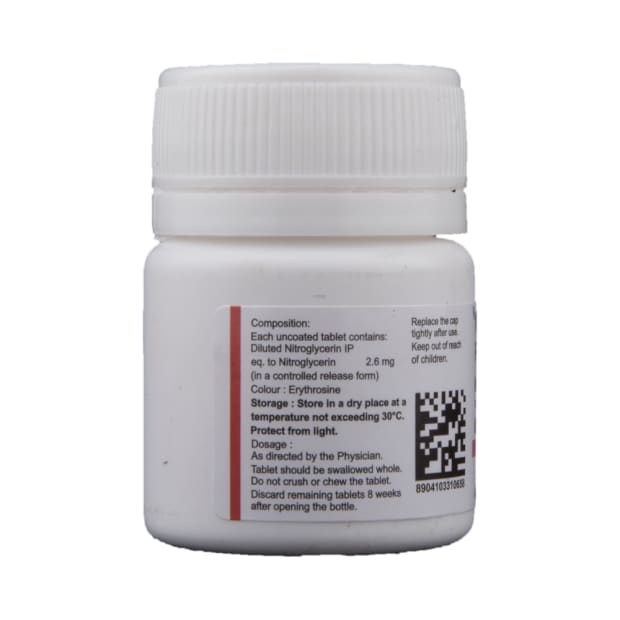 Composition:
Each uncoated tablet contains:
Diluted Nitroglycerin IP
eq. to Nitroglycerin 2.6 mg
(in a controlled release form)
Colour : Erythrosine
Storage : Store in a dry place at a
temperature not exceeding 30°C.
Protect from light.
Dosage :
As directed by the Physician.
Tablet should be swallowed whole.
Do not crush or chew the tablet.
Discard remaining tablets 8 weeks
after opening the bottle.
Replace the cap
tightly after use.
Keep out of reach
of children.
8904103310658